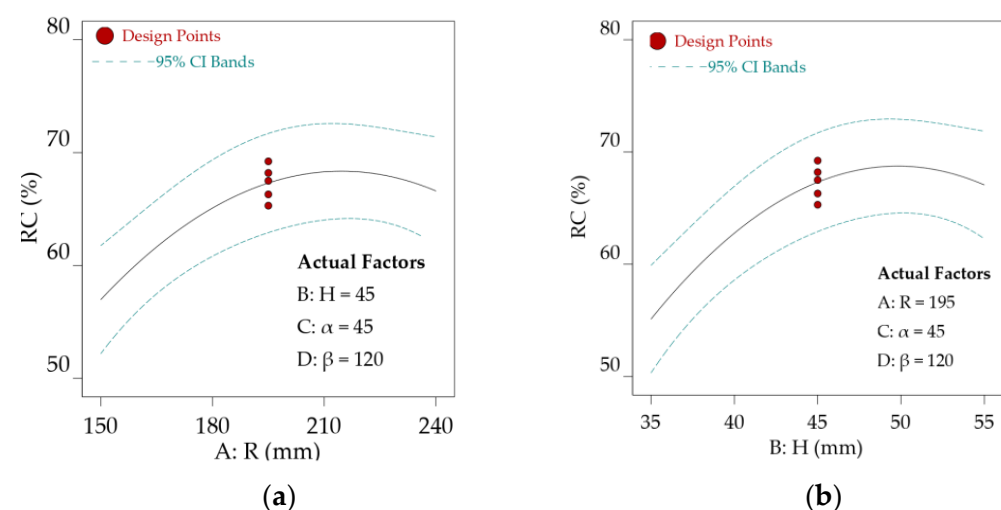 80
Design Points
95% CI Bands
70
RC (%)
60
Actual Factors
B: H = 45
C: α = 45
D: β = 120
50
150 180 210 240
A: R (mm)
(a)
80
Design Points
95% CI Bands
70
RC (%)
60
Actual Factors
A: R = 195
C: α = 45
D: β = 120
50
35 40 45 50 55
B: H (mm)
(b)